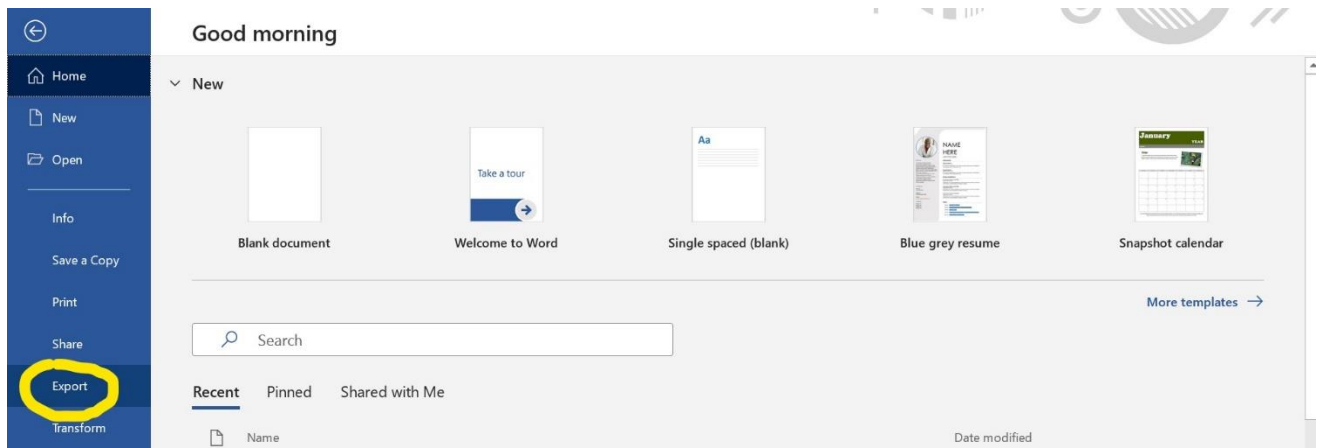 Good morning
Home
New
Open
Info
Save a Copy
Print
Share
Export
Transform
New
Take a tour
Aa
NAME
HERE
January
YEAR
Blank document
Welcome to Word
Single spaced (blank)
Blue grey resume
Snapshot calendar
More templates
Search
Recent Pinned Shared with Me
Name Date modified